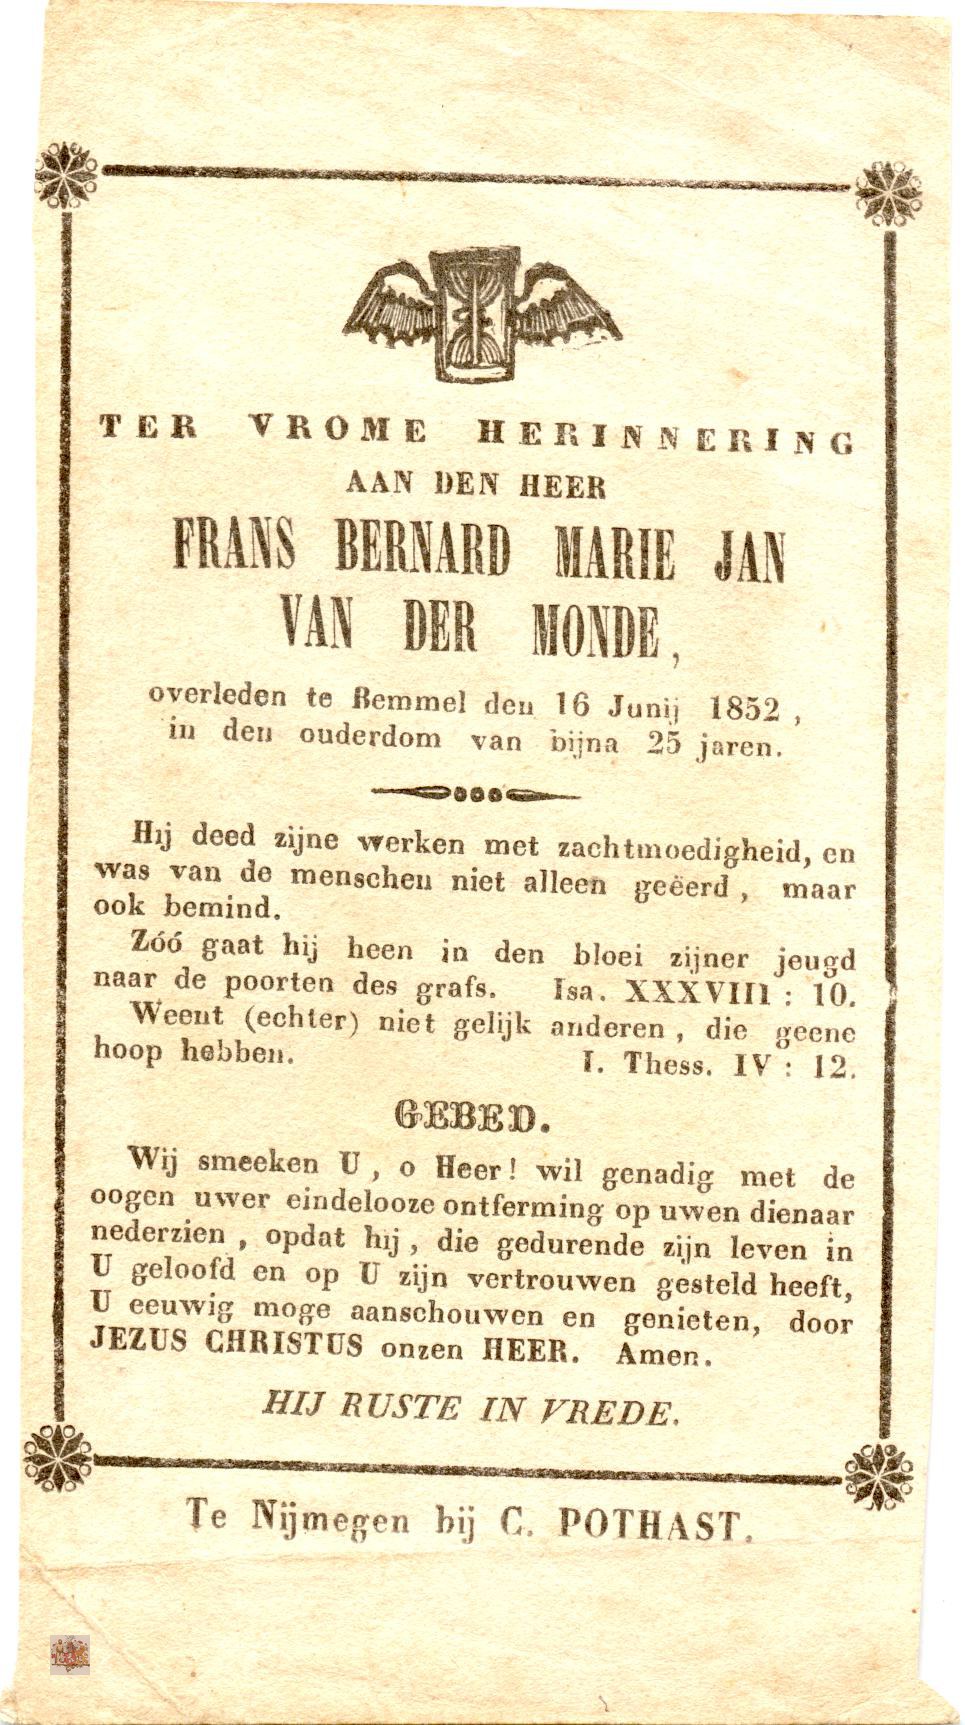 TER VROME HERINNERING
AAN DEN HEER
FRANS BERNARD MARIE JAN
VAN DER MONDE,
overleden te Bemmel den 16 Junij 1852,
in den ouderdom van bijna 25 jaren.
Hij deed zijne werken met zachtmoedigheid, en
was van de menschen niet alleen geëerd, maar
ook bemind.
Zóó gaat hij heen in den bloei zijner jeugd
naar de poorten des grafs. Isa. XXXVIII : 10.
Weent (echter) niet gelijk anderen, die geene
hoop hebben. I. Thess. IV : 12.
GEBED.
Wij smeeken U, o Heer! wil genadig met de
oogen uwer eindelooze ontferming op uwen dienaar
nederzien, opdat hij, die gedurende zijn leven in
U geloofd en op U zijn vertrouwen gesteld heeft,
U eeuwig moge aanschouwen en genieten, door
JEZUS CHRISTUS onzen HEER. Amen.
HIJ RUSTE IN VREDE.
Te Nijmegen bij C. POTHAST.